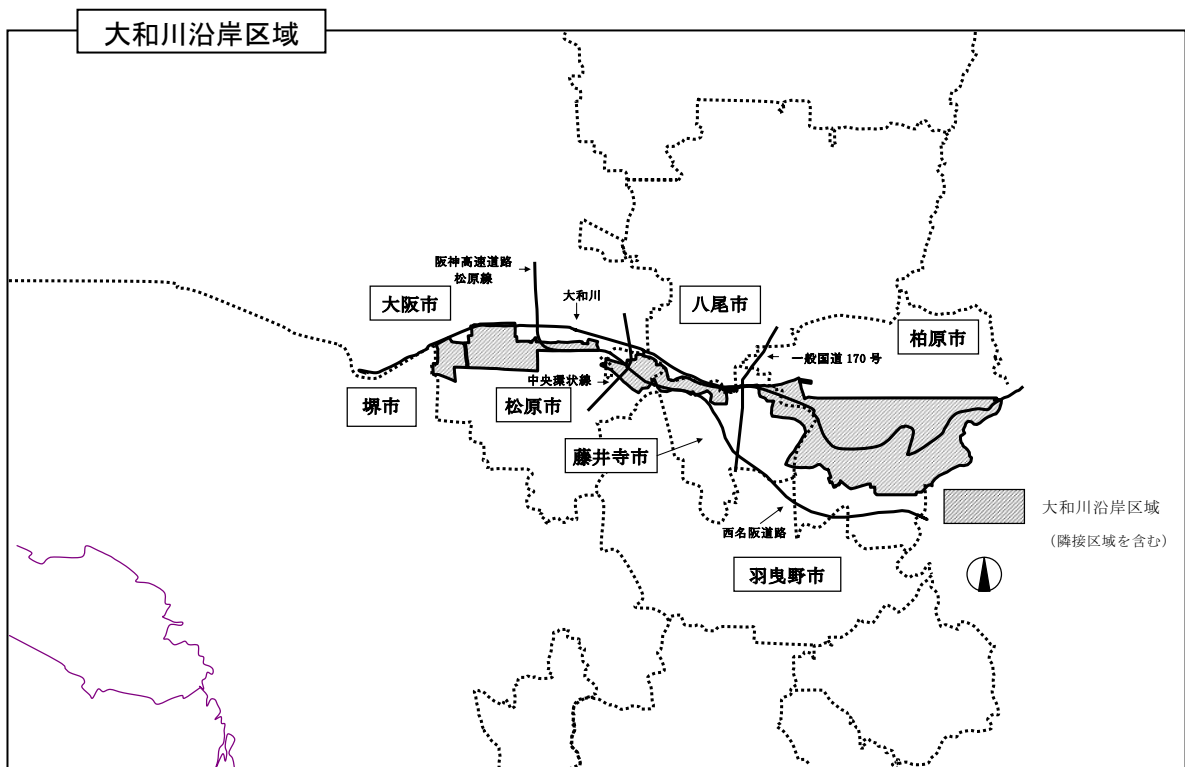 大和川沿岸区域
阪神高速道路
松原線
大和川
大阪市
八尾市
柏原市
一般国道 170 号
中央環状線
堺市
松原市
藤井寺市
大和川沿岸区域
(隣接区域を含む)
西名阪道路
羽曳野市